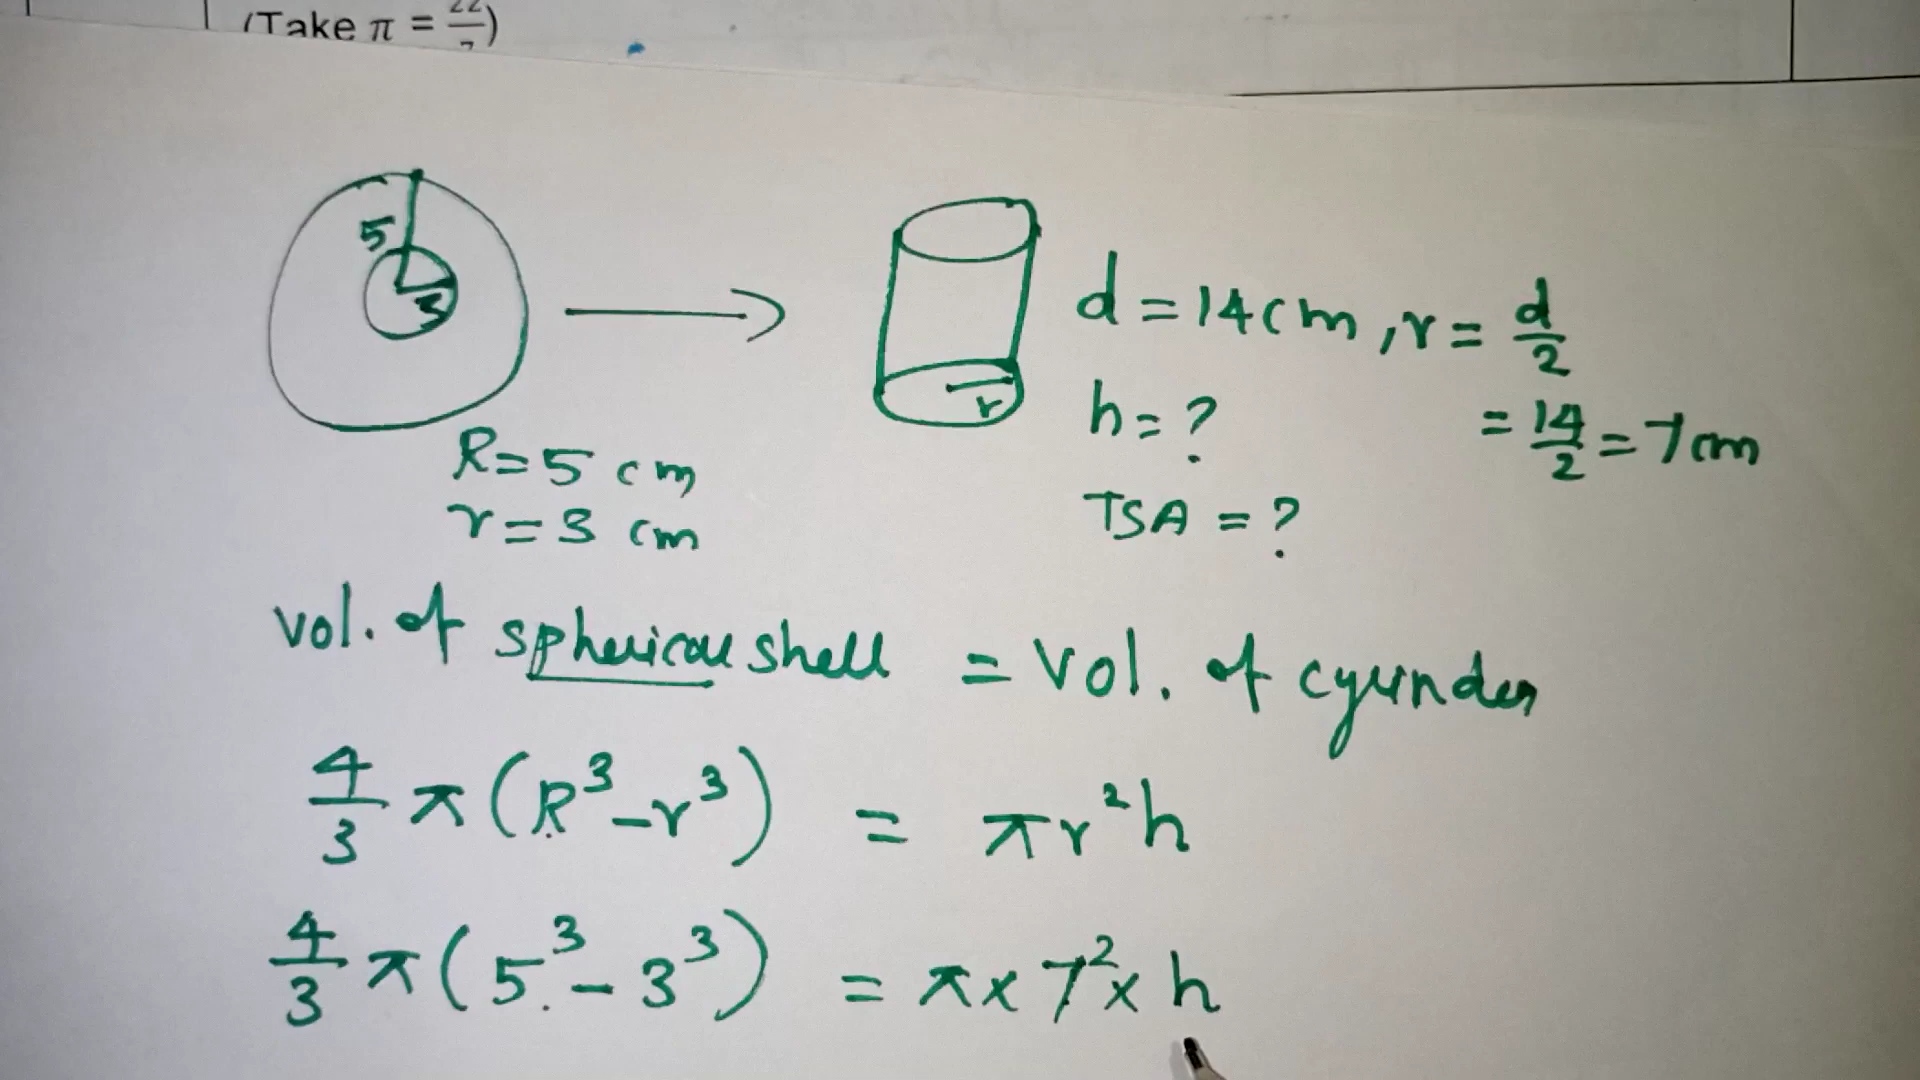 (Take π = 22/7)
5
3
r
d = 14 cm, r = d/2
h = ?
= 14/2 = 7 cm
R = 5 cm
r = 3 cm
TSA = ?
vol. of spherical shell = vol. of cylinder
4/3 π (R³ – r³) = πr²h
4/3 π (5³ – 3³) = π x 7² x h